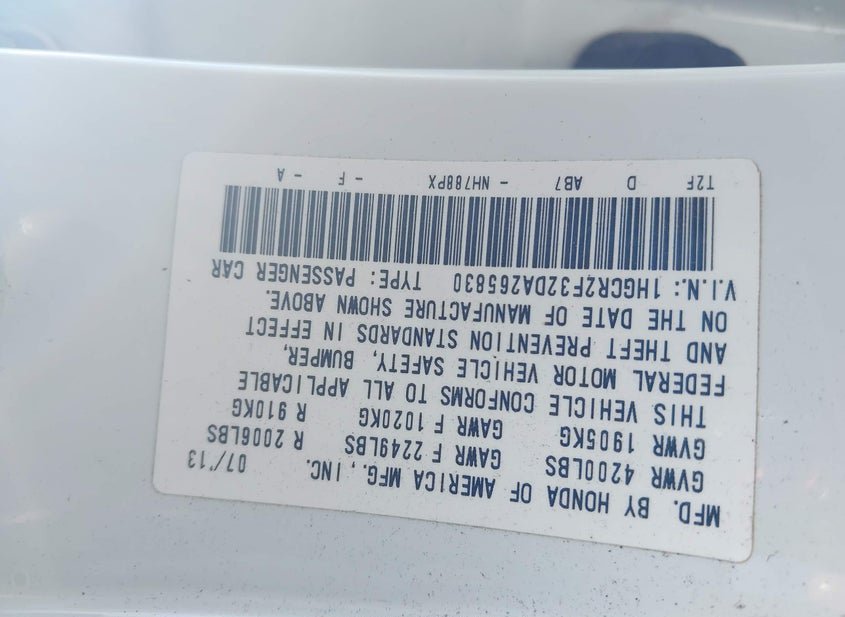 MFD. BY HONDA OF AMERICA MFG., INC. 07/'13
GVWR 4200LBS GAWR F 2249LBS R 2006LBS
GVWR 1905KG GAWR F 1020KG R 910KG
THIS VEHICLE CONFORMS TO ALL APPLICABLE
FEDERAL MOTOR VEHICLE SAFETY, BUMPER,
AND THEFT PREVENTION STANDARDS IN EFFECT
ON THE DATE OF MANUFACTURE SHOWN ABOVE.
V.I.N.: 1HGCR2F32DA265830 TYPE: PASSENGER CAR
T2F D AB7 - NH788PX - F - A